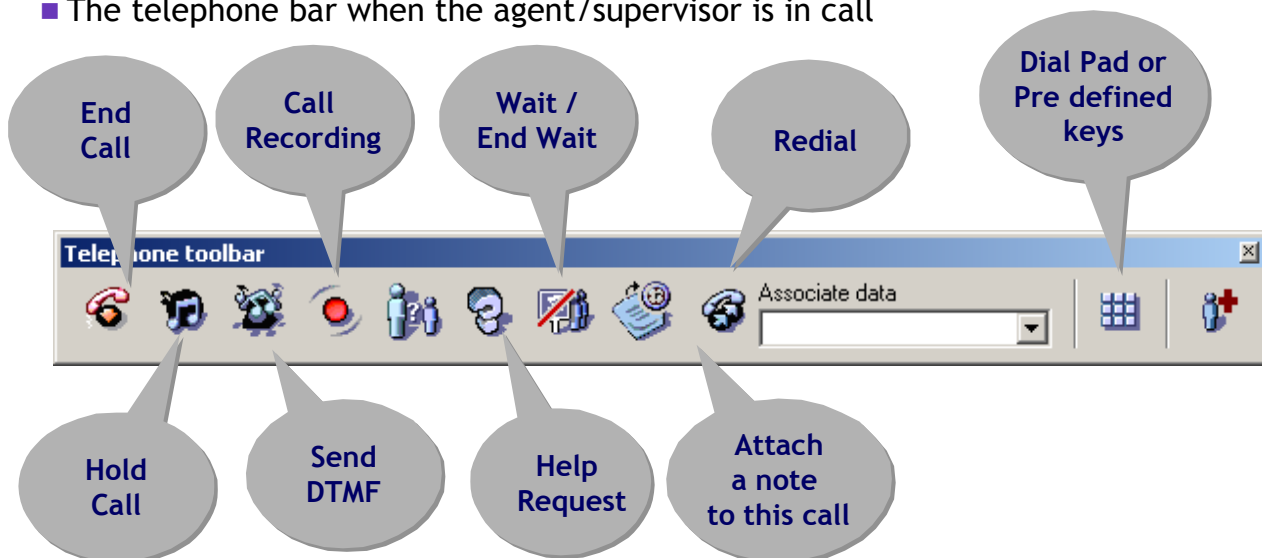 The telephone bar when the agent/supervisor is in call
End
Call
Call
Recording
Wait /
End Wait
Redial
Dial Pad or
Pre defined
keys
Telephone toolbar
Associate data
Hold
Call
Send
DTMF
Help
Request
Attach
a note
to this call